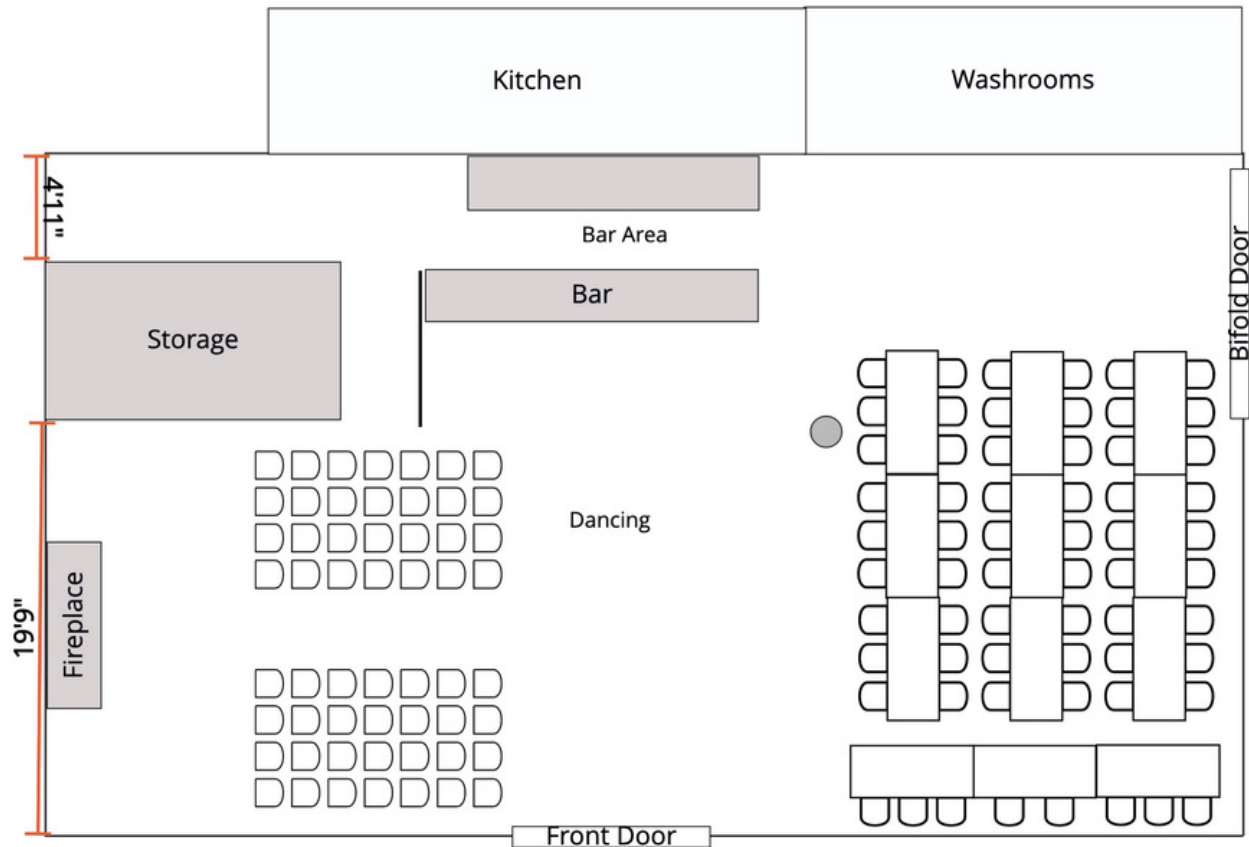 Kitchen
Washrooms
4'11"
Bar Area
Bifold Door
Bar
Storage
Dancing
19'9"
Fireplace
Front Door